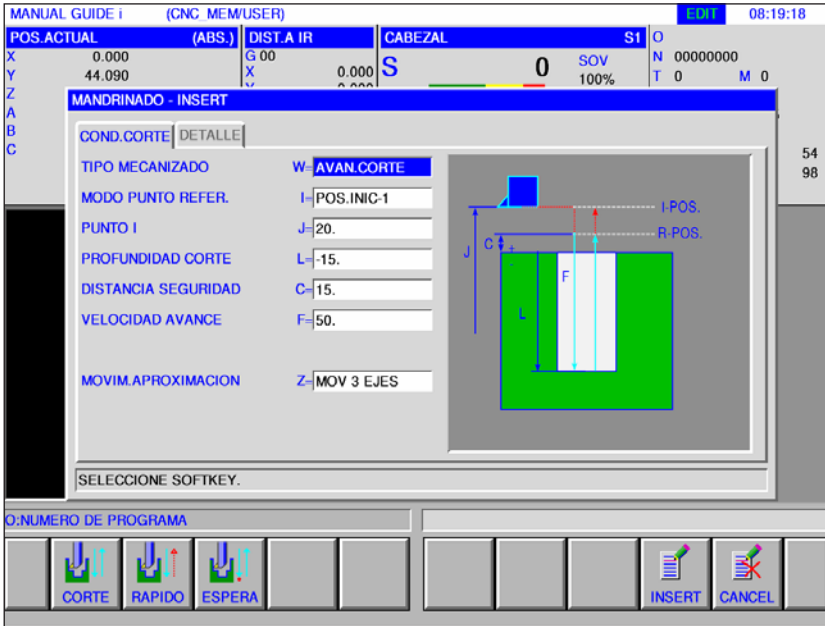 MANUAL GUIDE i (CNC_MEM/USER) EDIT 08:19:18
POS.ACTUAL (ABS.) DIST.A IR CABEZAL S1 O
X 0.000 G 00 S 0 SOV N 00000000
Y 44.090 X 0.000 100% T 0 M 0
Z
A
B
C
54
98
MANDRINADO - INSERT
COND.CORTE DETALLE
TIPO MECANIZADO W= AVAN.CORTE
MODO PUNTO REFER. I= POS.INIC-1
PUNTO I J= 20.
PROFUNDIDAD CORTE L= -15.
DISTANCIA SEGURIDAD C= 15.
VELOCIDAD AVANCE F= 50.
MOVIM.APROXIMACION Z= MOV 3 EJES
I-POS.
R-POS.
J C + -
F
L
SELECCIONE SOFTKEY.
O:NUMERO DE PROGRAMA
CORTE RAPIDO ESPERA INSERT CANCEL